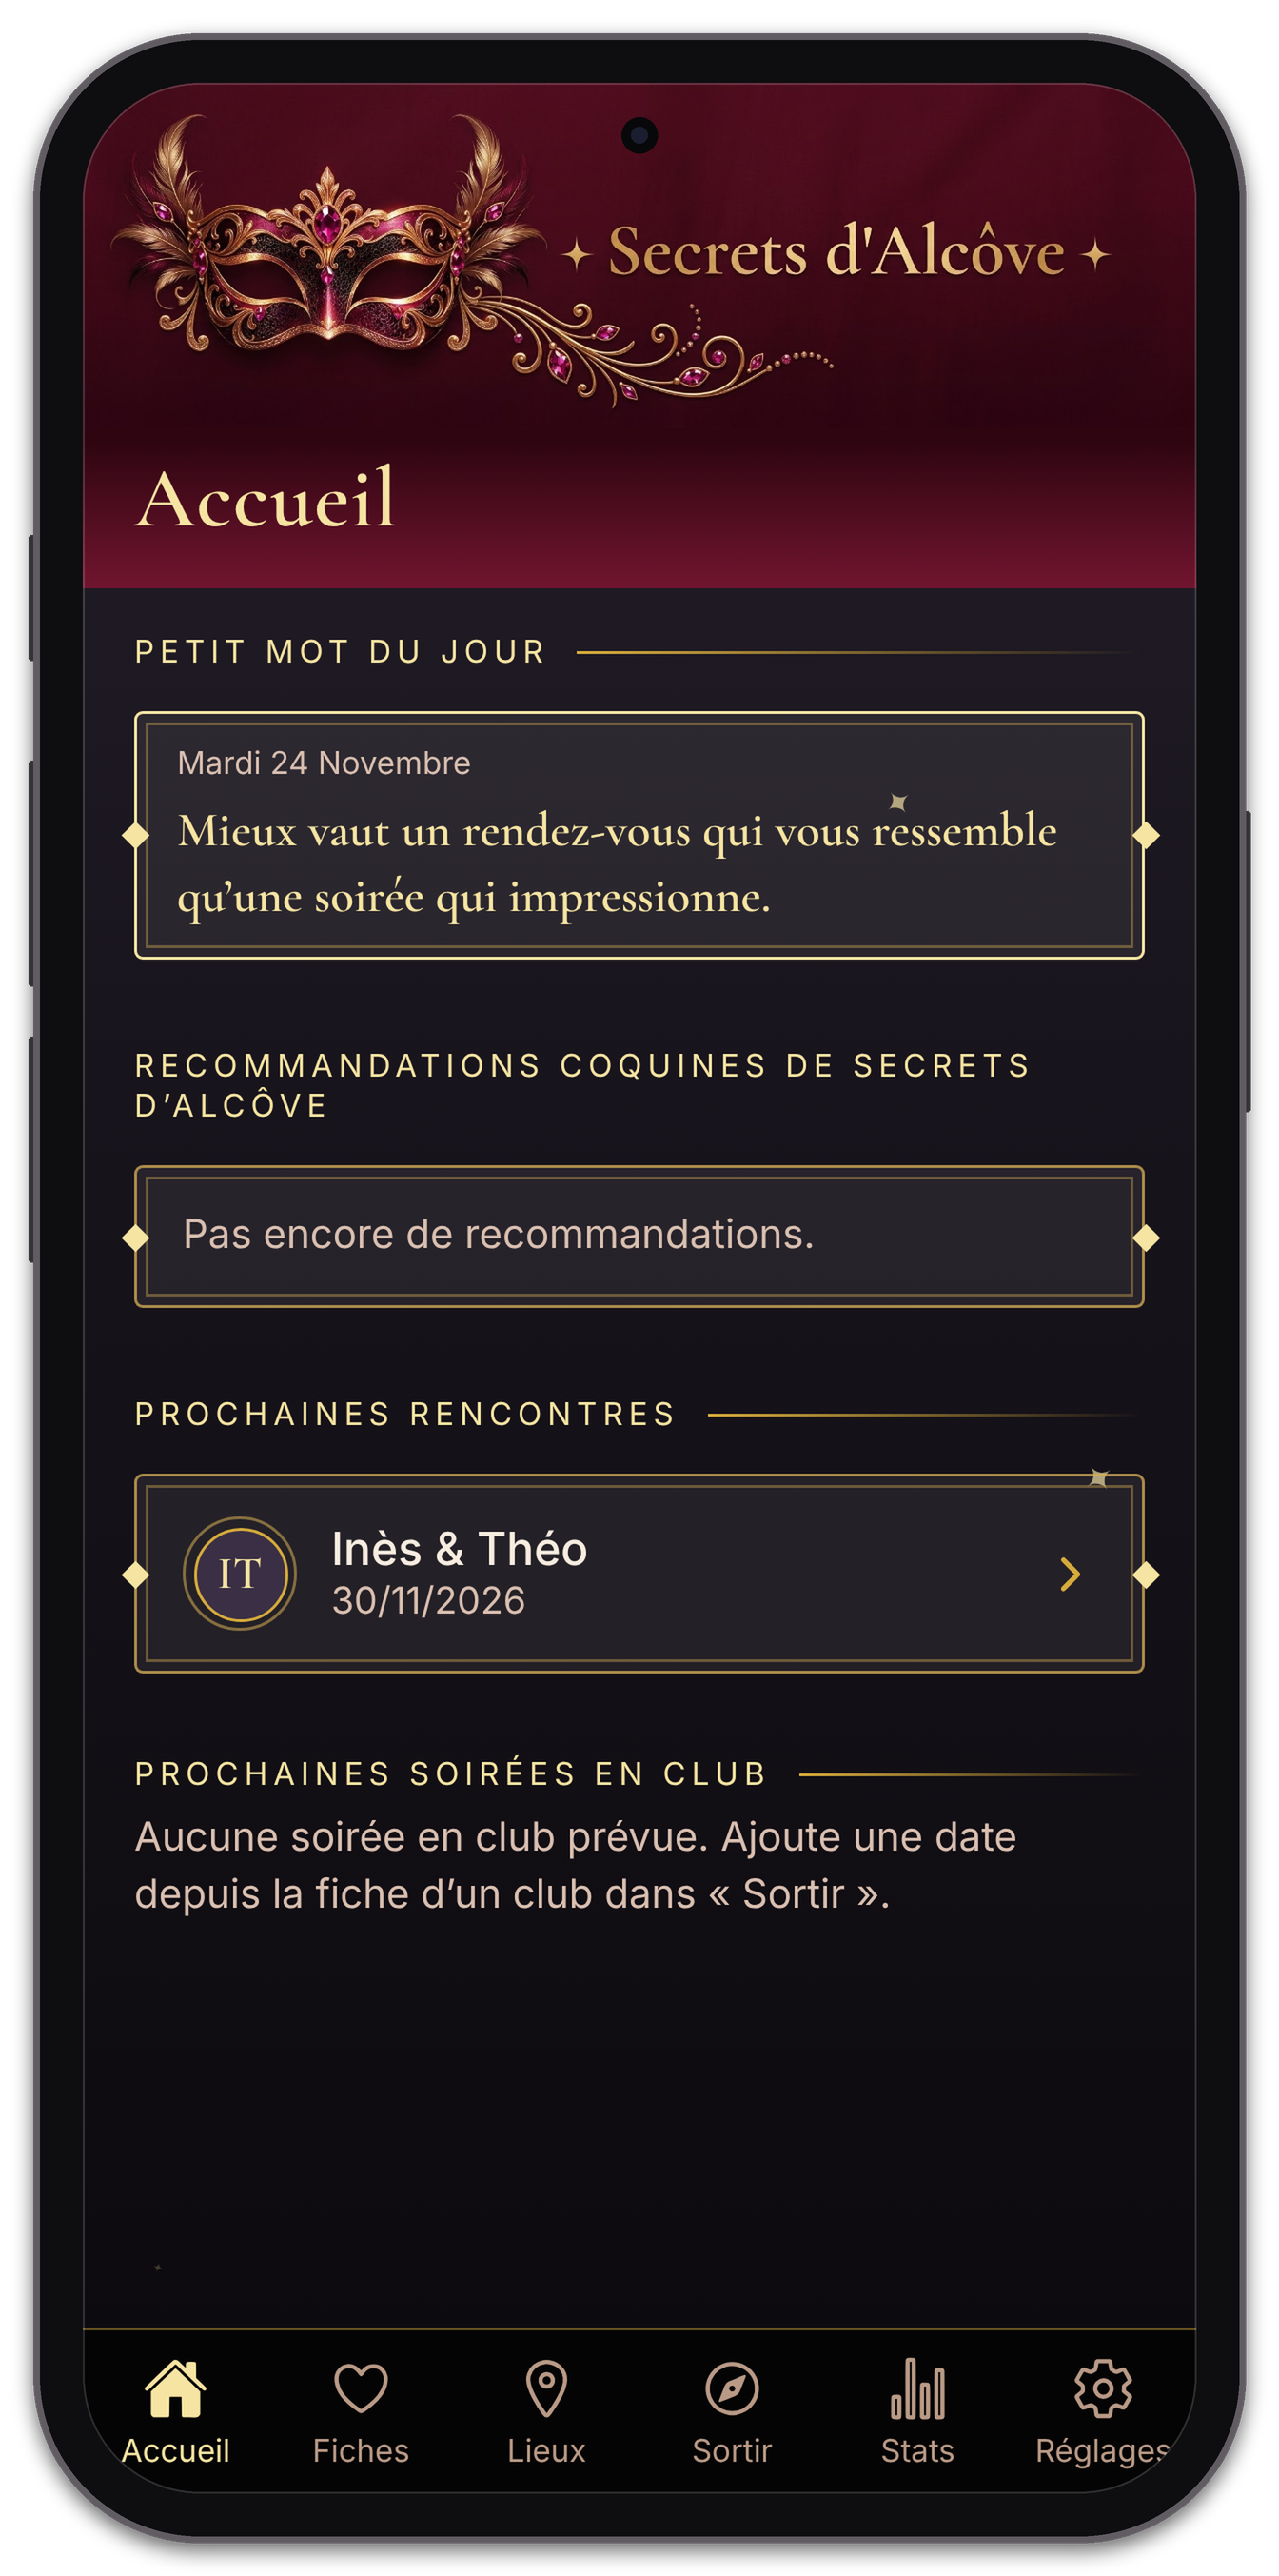 Secrets d'Alcôve
Accueil
PETIT MOT DU JOUR
Mardi 24 Novembre
Mieux vaut un rendez-vous qui vous ressemble
qu’une soirée qui impressionne.
RECOMMANDATIONS COQUINES DE SECRETS
D’ALCÔVE
Pas encore de recommandations.
PROCHAINES RENCONTRES
IT
Inès & Théo
30/11/2026
PROCHAINES SOIRÉES EN CLUB
Aucune soirée en club prévue. Ajoute une date
depuis la fiche d’un club dans « Sortir ».
Accueil
Fiches
Lieux
Sortir
Stats
Réglages